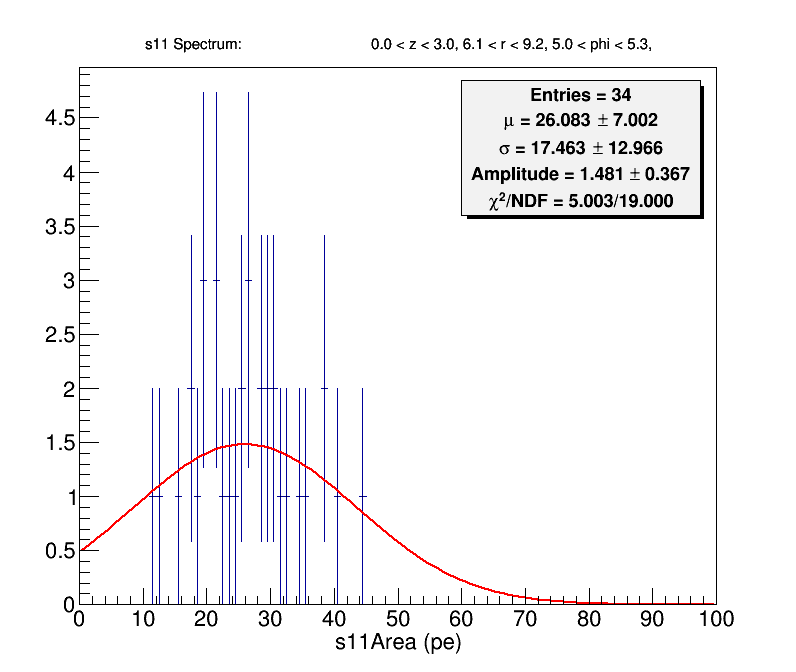 s11 Spectrum: 0.0 < z < 3.0, 6.1 < r < 9.2, 5.0 < phi < 5.3,
Entries = 34
μ = 26.083 ± 7.002
σ = 17.463 ± 12.966
Amplitude = 1.481 ± 0.367
χ²/NDF = 5.003/19.000
4.5
4
3.5
3
2.5
2
1.5
1
0.5
0
0 10 20 30 40 50 60 70 80 90 100
s11Area (pe)